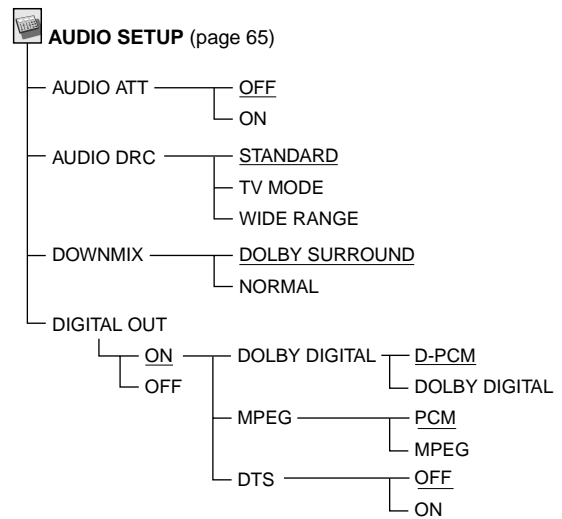 AUDIO SETUP (page 65)
AUDIO ATT OFF
ON
AUDIO DRC STANDARD
TV MODE
WIDE RANGE
DOWNMIX DOLBY SURROUND
NORMAL
DIGITAL OUT
ON DOLBY DIGITAL D-PCM
OFF DOLBY DIGITAL
MPEG PCM
MPEG
DTS OFF
ON